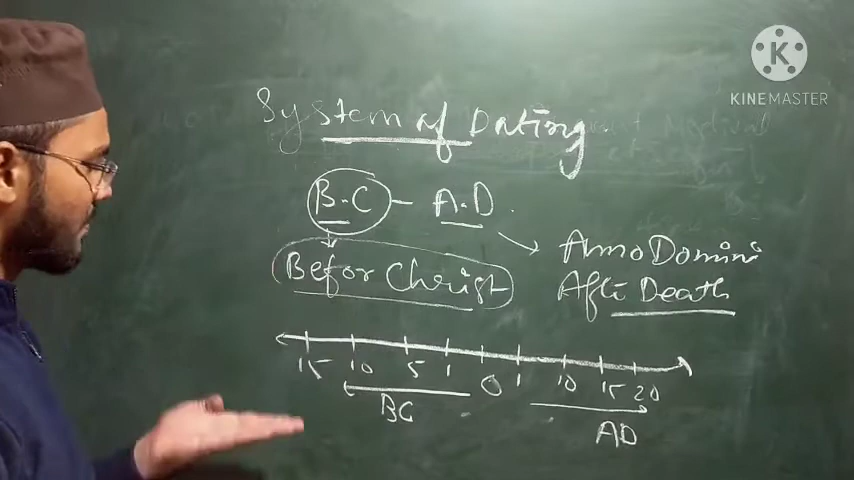 KINEMASTER
System of Dating
B.C – A.D.
Befor Christ
Anno Domini
After Death
15 10 5 1 0 1 10 15 20
BC
AD